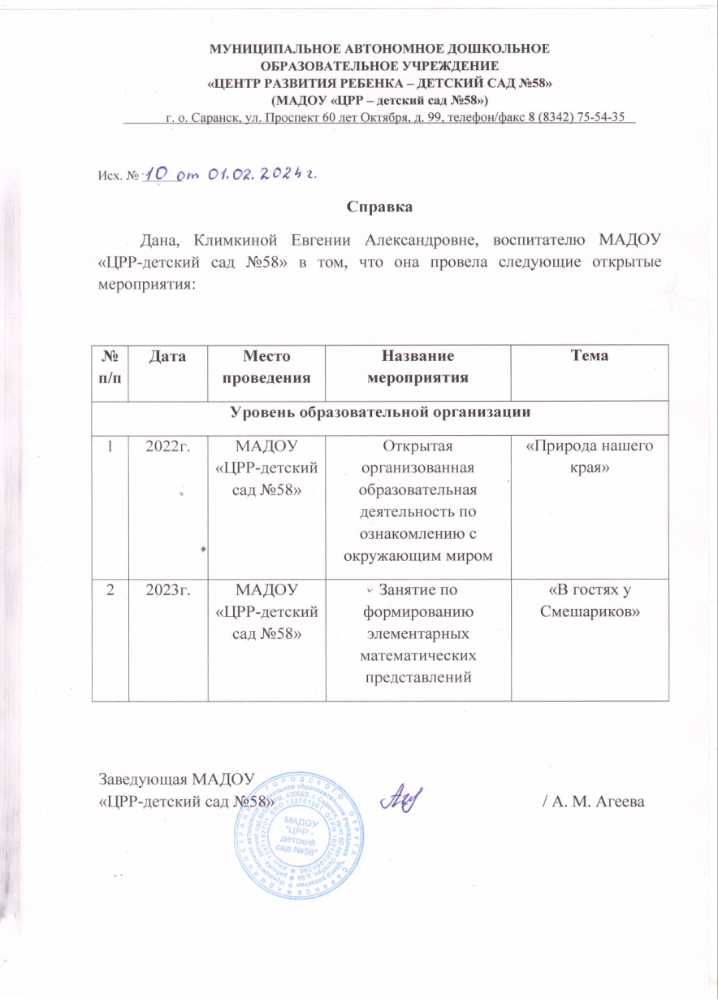 МУНИЦИПАЛЬНОЕ АВТОНОМНОЕ ДОШКОЛЬНОЕ
ОБРАЗОВАТЕЛЬНОЕ УЧРЕЖДЕНИЕ
«ЦЕНТР РАЗВИТИЯ РЕБЕНКА – ДЕТСКИЙ САД №58»
(МАДОУ «ЦРР – детский сад №58»)
г. о. Саранск, ул. Проспект 60 лет Октября, д. 99, телефон/факс 8 (8342) 75-54-35
Исх. № 10 от 01.02.2024 г.
Справка
Дана, Климкиной Евгении Александровне, воспитателю МАДОУ
«ЦРР-детский сад №58» в том, что она провела следующие открытые
мероприятия:
№ п/п Дата Место проведения Название мероприятия Тема
Уровень образовательной организации
1 2022г. МАДОУ «Природа нашего
«ЦРР-детский край»
сад №58»
Открытая
организованная
образовательная
деятельность по
ознакомлению с
окружающим миром
2 2023г. МАДОУ «В гостях у
«ЦРР-детский Смешариков»
сад №58»
Занятие по
формированию
элементарных
математических
представлений
Заведующая МАДОУ
«ЦРР-детский сад №58» / А. М. Агеева
МАДОУ
"ЦРР -
детский
сад №58"